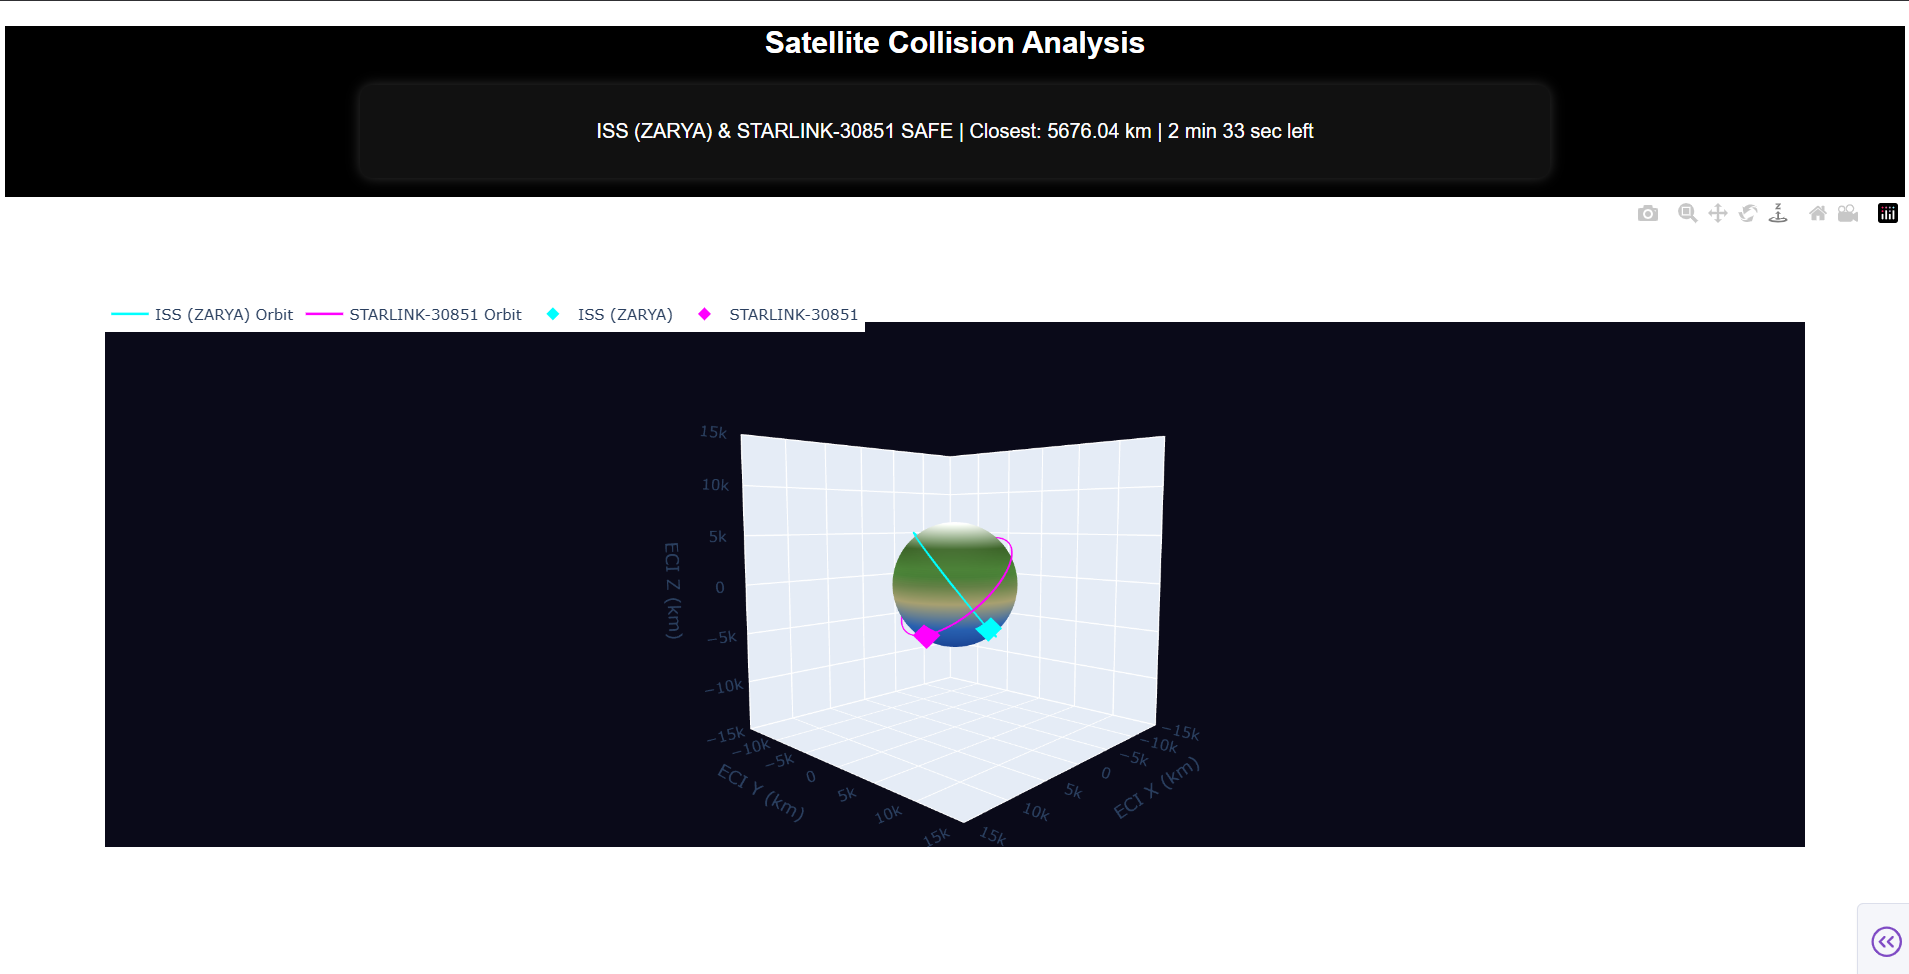 Satellite Collision Analysis
ISS (ZARYA) & STARLINK-30851 SAFE | Closest: 5676.04 km | 2 min 33 sec left
Z
ISS (ZARYA) Orbit
STARLINK-30851 Orbit
ISS (ZARYA)
STARLINK-30851
15k
10k
5k
0
−5k
−10k
−15k
ECI Z (km)
−10k
−5k
0
5k
10k
15k
ECI Y (km)
−15k
−10k
−5k
0
5k
10k
15k
ECI X (km)